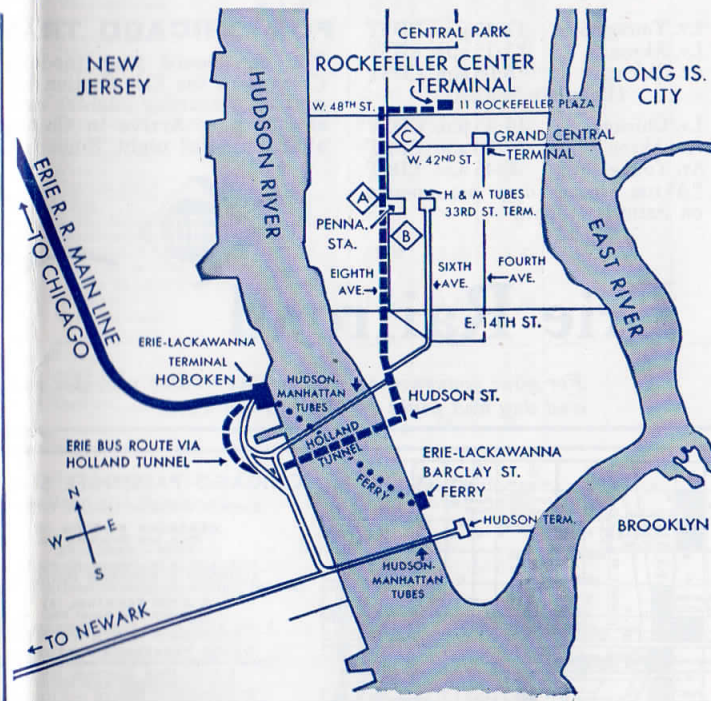 CENTRAL PARK
NEW
JERSEY
HUDSON RIVER
ROCKEFELLER CENTER
TERMINAL
LONG IS.
CITY
W. 48TH ST.
11 ROCKEFELLER PLAZA
C
GRAND CENTRAL
TERMINAL
W. 42ND ST.
ERIE R. R. MAIN LINE
TO CHICAGO
A
H & M TUBES
33RD ST. TERM.
PENNA.
STA.
B
EAST RIVER
EIGHTH
AVE.
SIXTH
AVE.
FOURTH
AVE.
E. 14TH ST.
ERIE-LACKAWANNA
TERMINAL
HOBOKEN
HUDSON-
MANHATTAN
TUBES
HUDSON ST.
HOLLAND
TUNNEL
ERIE BUS ROUTE VIA
HOLLAND TUNNEL
FERRY
ERIE-LACKAWANNA
BARCLAY ST.
FERRY
N
W
E
S
HUDSON TERM.
BROOKLYN
HUDSON-
MANHATTAN
TUBES
TO NEWARK